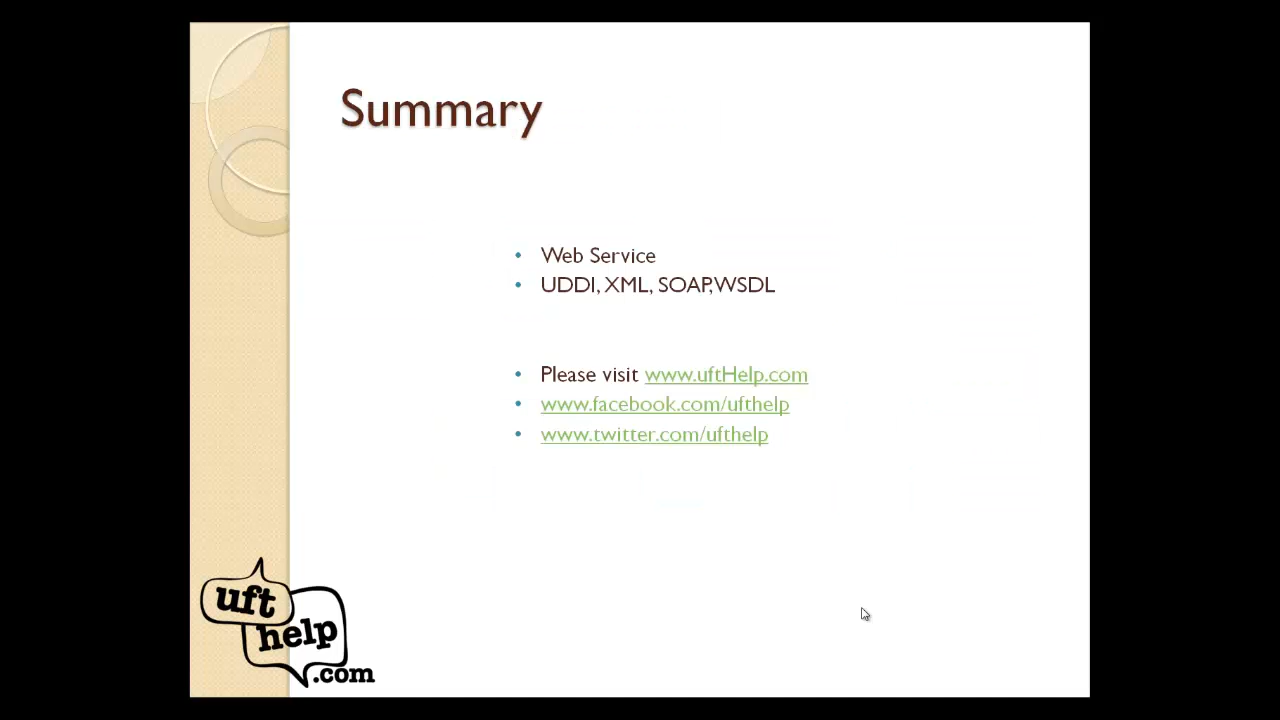 Summary
• Web Service
• UDDI, XML, SOAP,WSDL
• Please visit www.uftHelp.com
• www.facebook.com/ufthelp
• www.twitter.com/ufthelp
uft
help
.com